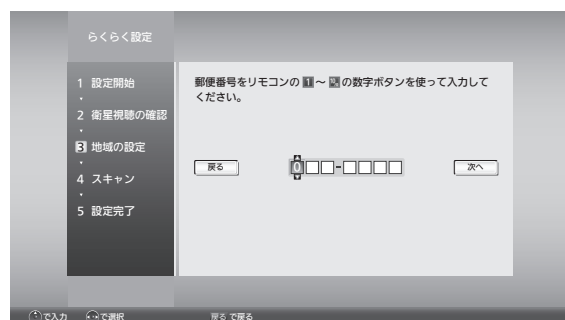 らくらく設定
1 設定開始
2 衛星視聴の確認
3 地域の設定
4 スキャン
5 設定完了
郵便番号をリモコンの 1 ~ の数字ボタンを使って入力して
ください。
戻る
0
-
次へ
で入力
で選択
戻る で戻る